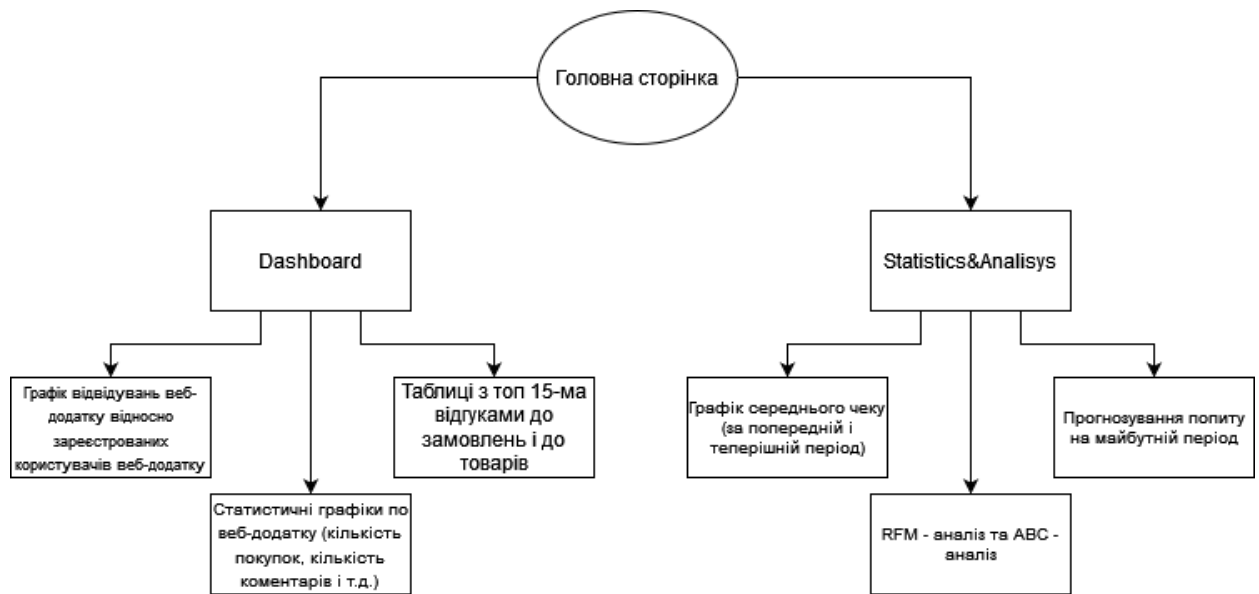 Головна сторінка
Dashboard
Statistics&Analisys
Графік відвідувань веб-
додатку відносно
зареєстрованих
користувачів веб-додатку
Таблиці з топ 15-ма
відгуками до
замовлень і до
товарів
Статистичні графіки по
веб-додатку (кількість
покупок, кількість
коментарів і т.д.)
Графік середнього чеку
(за попередній і
теперішній період)
Прогнозування попиту
на майбутній період
RFM - аналіз та ABC -
аналіз